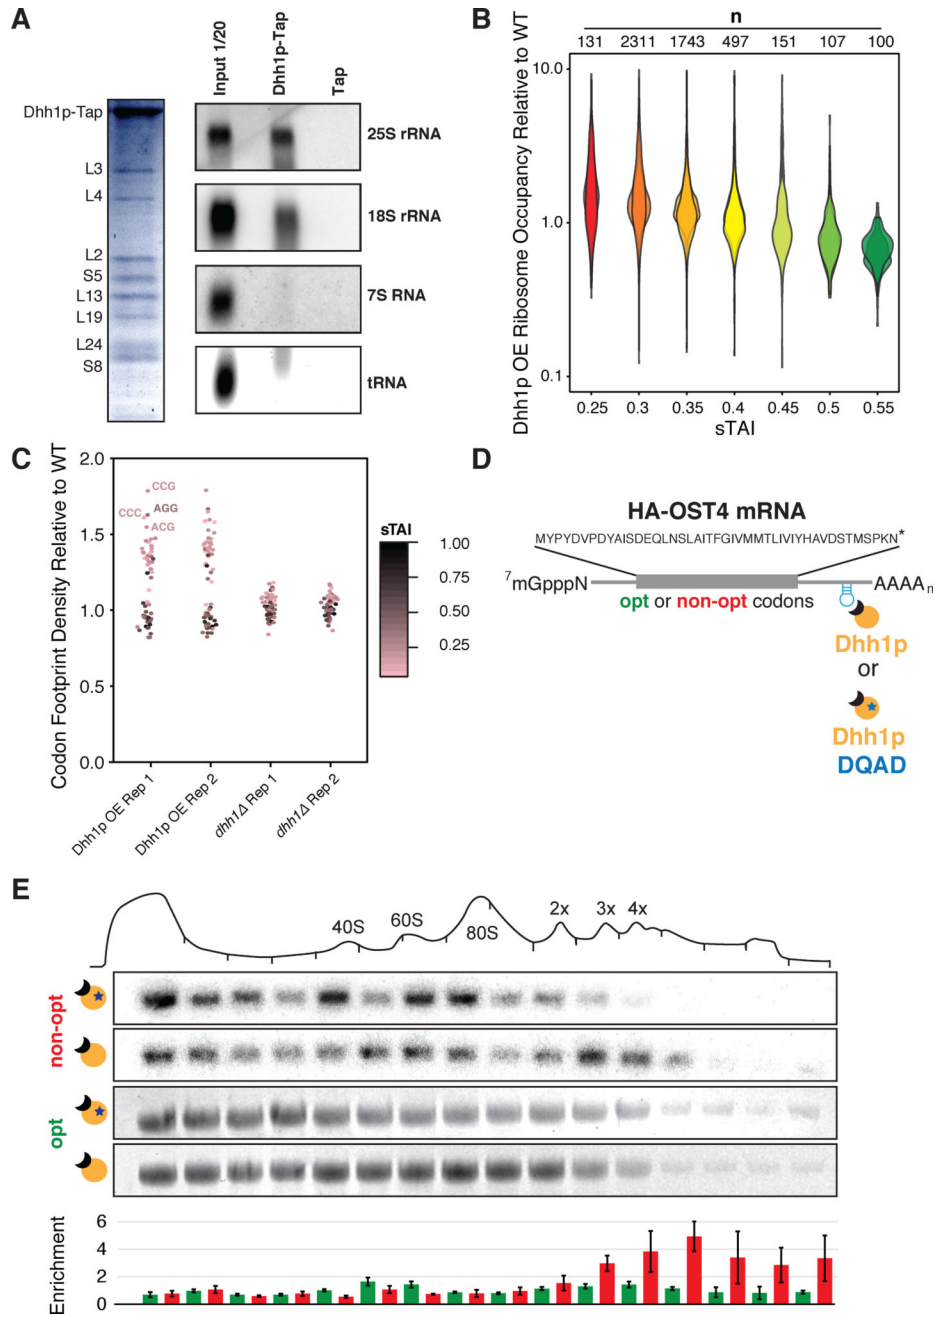 A
Input 1/20
Dhh1p-Tap
Tap
Dhh1p-Tap
L3
L4
L2
S5
L13
L19
L24
S8
25S rRNA
18S rRNA
7S RNA
tRNA
B
n
131 2311 1743 497 151 107 100
Dhh1p OE Ribosome Occupancy Relative to WT
10.0
1.0
0.1
0.25 0.3 0.35 0.4 0.45 0.5 0.55
sTAI
C
Codon Footprint Density Relative to WT
2.0
1.5
1.0
0.5
0.0
CCG
CCC
AGG
ACG
Dhh1p OE Rep 1
Dhh1p OE Rep 2
dhh1Δ Rep 1
dhh1Δ Rep 2
sTAI
1.00
0.75
0.50
0.25
D
HA-OST4 mRNA
MYPYDVPDYAISDEQLNSLAITFGIVMMTLIVIYHAVDSTMSPKN*
7mGpppN
AAAAn
opt or non-opt codons
Dhh1p
or
Dhh1p
DQAD
E
40S
60S
80S
2x
3x
4x
non-opt
opt
Enrichment
6
4
2
0